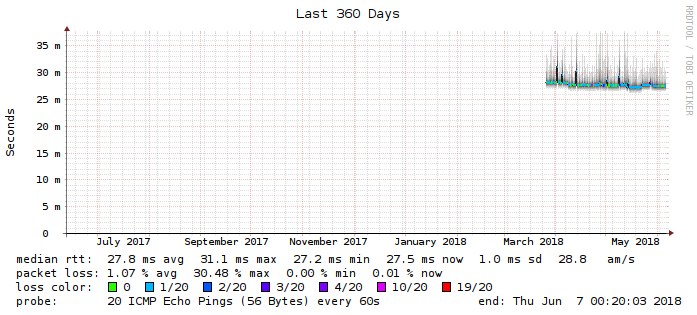 Last 360 Days
RRDTOOL / TOBI OETIKER
Seconds
35 m
30 m
25 m
20 m
15 m
10 m
5 m
0
July 2017 September 2017 November 2017 January 2018 March 2018 May 2018
median rtt: 27.8 ms avg 31.1 ms max 27.2 ms min 27.5 ms now 1.0 ms sd 28.8 am/s
packet loss: 1.07 % avg 30.48 % max 0.00 % min 0.01 % now
loss color: 0 1/20 2/20 3/20 4/20 10/20 19/20
probe: 20 ICMP Echo Pings (56 Bytes) every 60s end: Thu Jun 7 00:20:03 2018